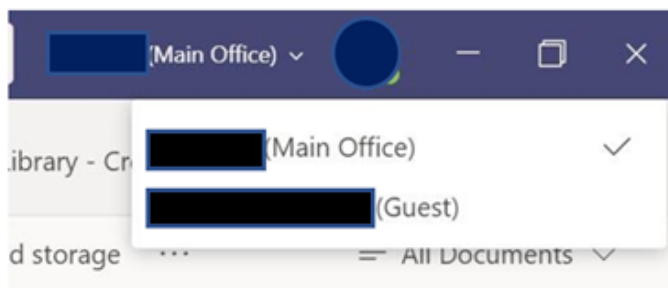 (Main Office)
(Main Office)
ibrary - Cr
(Guest)
d storage ... All Documents